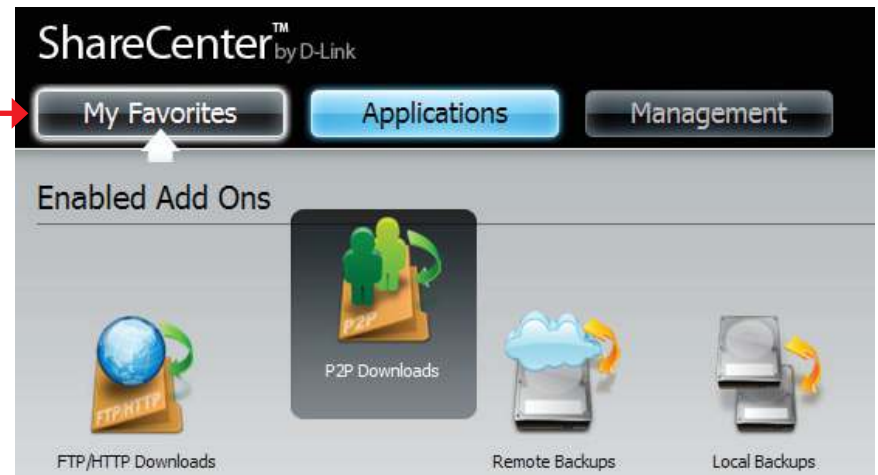 ShareCenter™ by D-Link
My Favorites Applications Management
Enabled Add Ons
P2P
P2P Downloads
FTP/HTTP
FTP/HTTP Downloads Remote Backups Local Backups